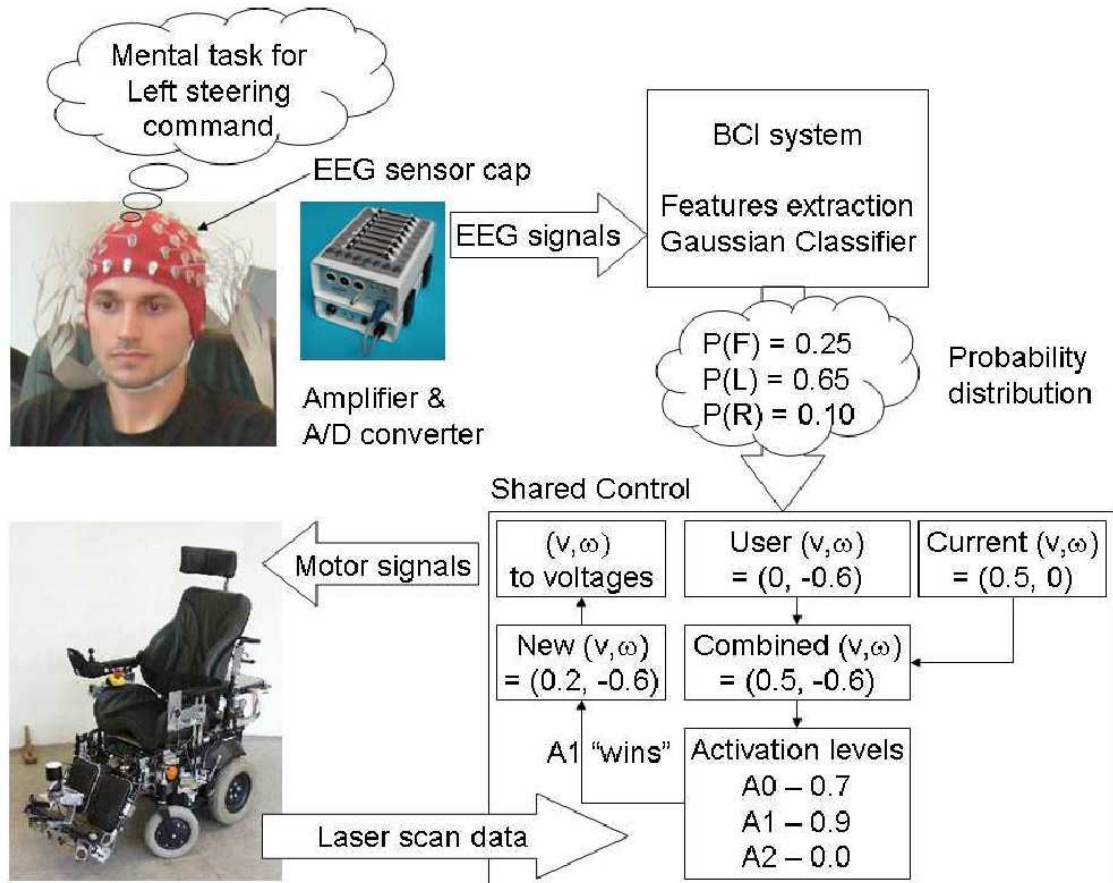 Mental task for
Left steering
command
EEG sensor cap
EEG signals
BCI system
Features extraction
Gaussian Classifier
Amplifier &
A/D converter
P(F) = 0.25
P(L) = 0.65
P(R) = 0.10
Probability
distribution
Shared Control
Motor signals
(v,ω)
to voltages
User (v,ω)
= (0, -0.6)
Current (v,ω)
= (0.5, 0)
New (v,ω)
= (0.2, -0.6)
Combined (v,ω)
= (0.5, -0.6)
A1 “wins”
Activation levels
A0 – 0.7
A1 – 0.9
A2 – 0.0
Laser scan data